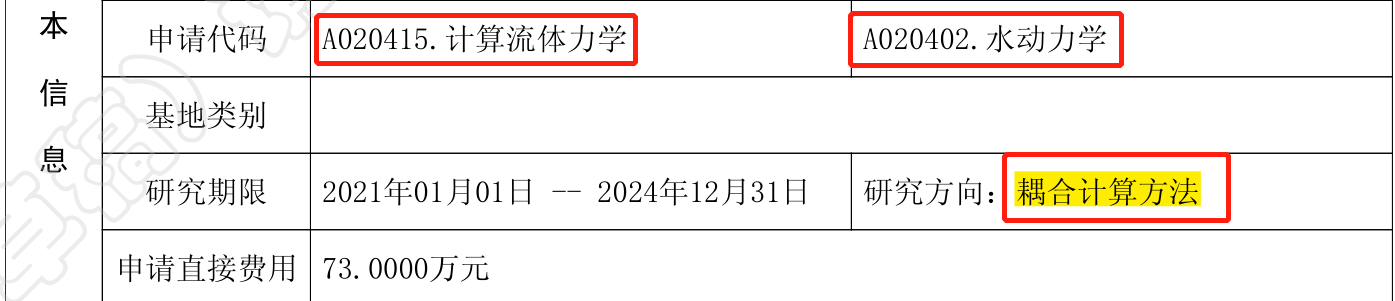 本
信
息
申请代码 A020415.计算流体力学 A020402.水动力学
基地类别
研究期限 2021年01月01日 -- 2024年12月31日 研究方向：耦合计算方法
申请直接费用 73.0000万元